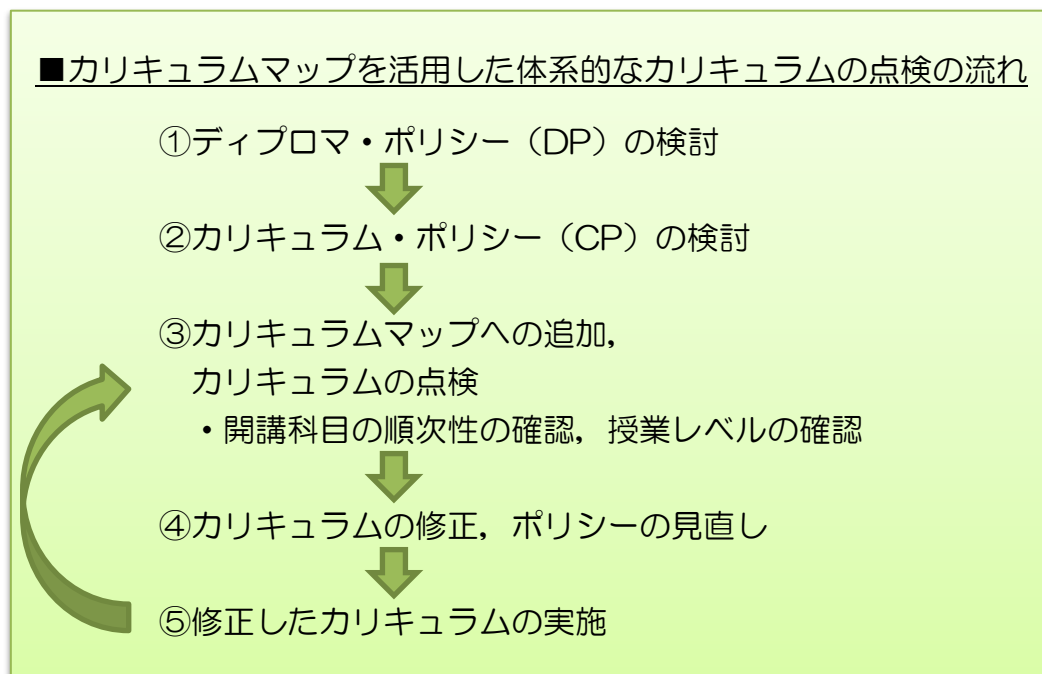 ■カリキュラムマップを活用した体系的なカリキュラムの点検の流れ
①ディプロマ・ポリシー（DP）の検討
②カリキュラム・ポリシー（CP）の検討
③カリキュラムマップへの追加，
カリキュラムの点検
・開講科目の順次性の確認，授業レベルの確認
④カリキュラムの修正，ポリシーの見直し
⑤修正したカリキュラムの実施